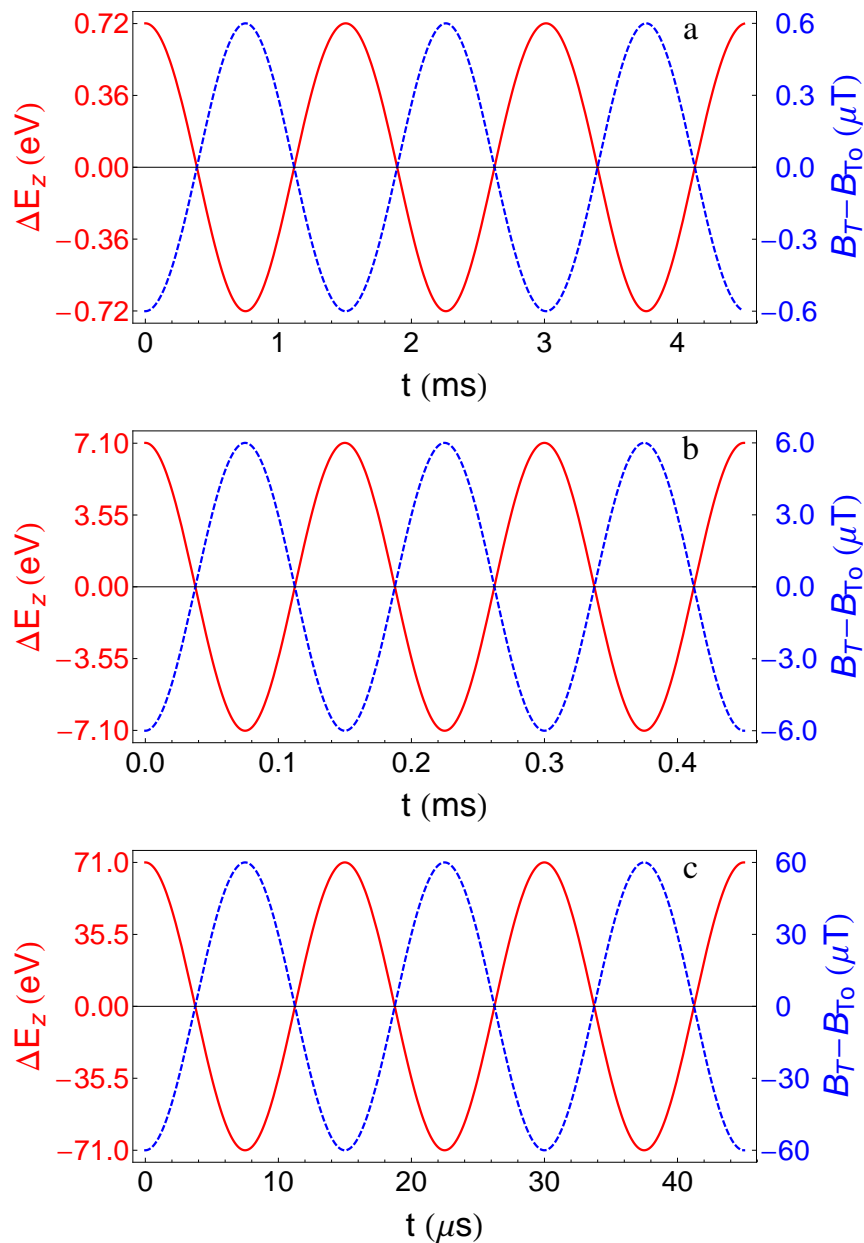 a
0.72
0.36
0.00
−0.36
−0.72
ΔE_z (eV)
0.6
0.3
0.0
−0.3
−0.6
B_T−B_To (μT)
0 1 2 3 4
t (ms)
b
7.10
3.55
0.00
−3.55
−7.10
ΔE_z (eV)
6.0
3.0
0.0
−3.0
−6.0
B_T−B_To (μT)
0.0 0.1 0.2 0.3 0.4
t (ms)
c
71.0
35.5
0.00
−35.5
−71.0
ΔE_z (eV)
60
30
0
−30
−60
B_T−B_To (μT)
0 10 20 30 40
t (μs)